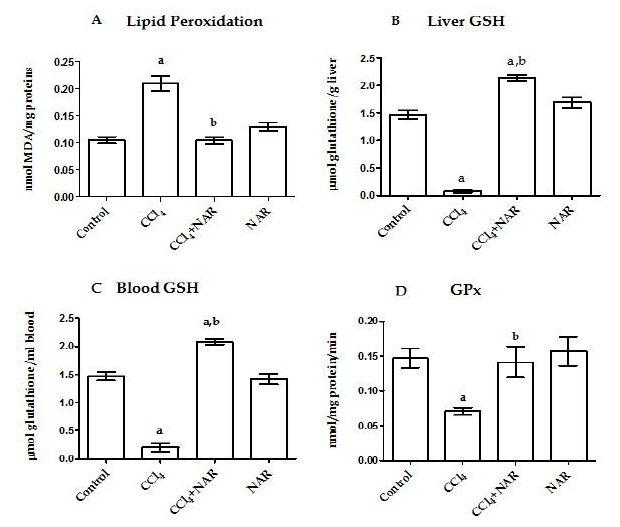 A Lipid Peroxidation
nmol MDA/mg proteins
0.25
0.20
0.15
0.10
0.05
0.00
a
b
Control
CCl4
CCl4+NAR
NAR
B Liver GSH
µmol glutathione/g liver
2.5
2.0
1.5
1.0
0.5
0.0
a
a,b
Control
CCl4
CCl4+NAR
NAR
C Blood GSH
µmol glutathione/ml blood
2.5
2.0
1.5
1.0
0.5
0.0
a
a,b
Control
CCl4
CCl4+NAR
NAR
D GPx
nmol/mg protein/min
0.20
0.15
0.10
0.05
0.00
a
b
Control
CCl4
CCl4+NAR
NAR